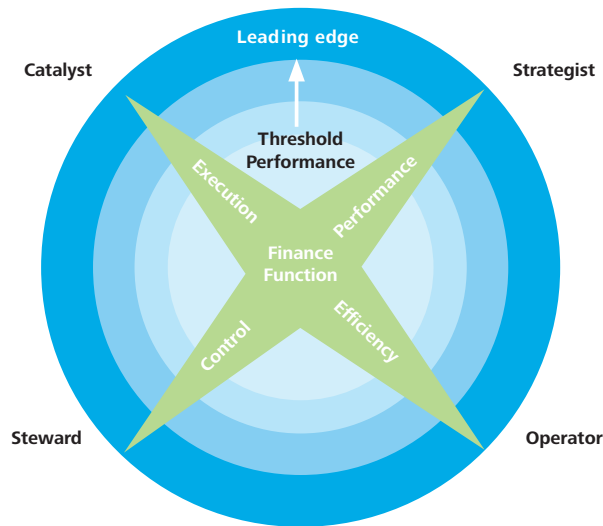 Leading edge
Catalyst
Strategist
Threshold
Performance
Execution
Performance
Finance
Function
Control
Efficiency
Steward
Operator